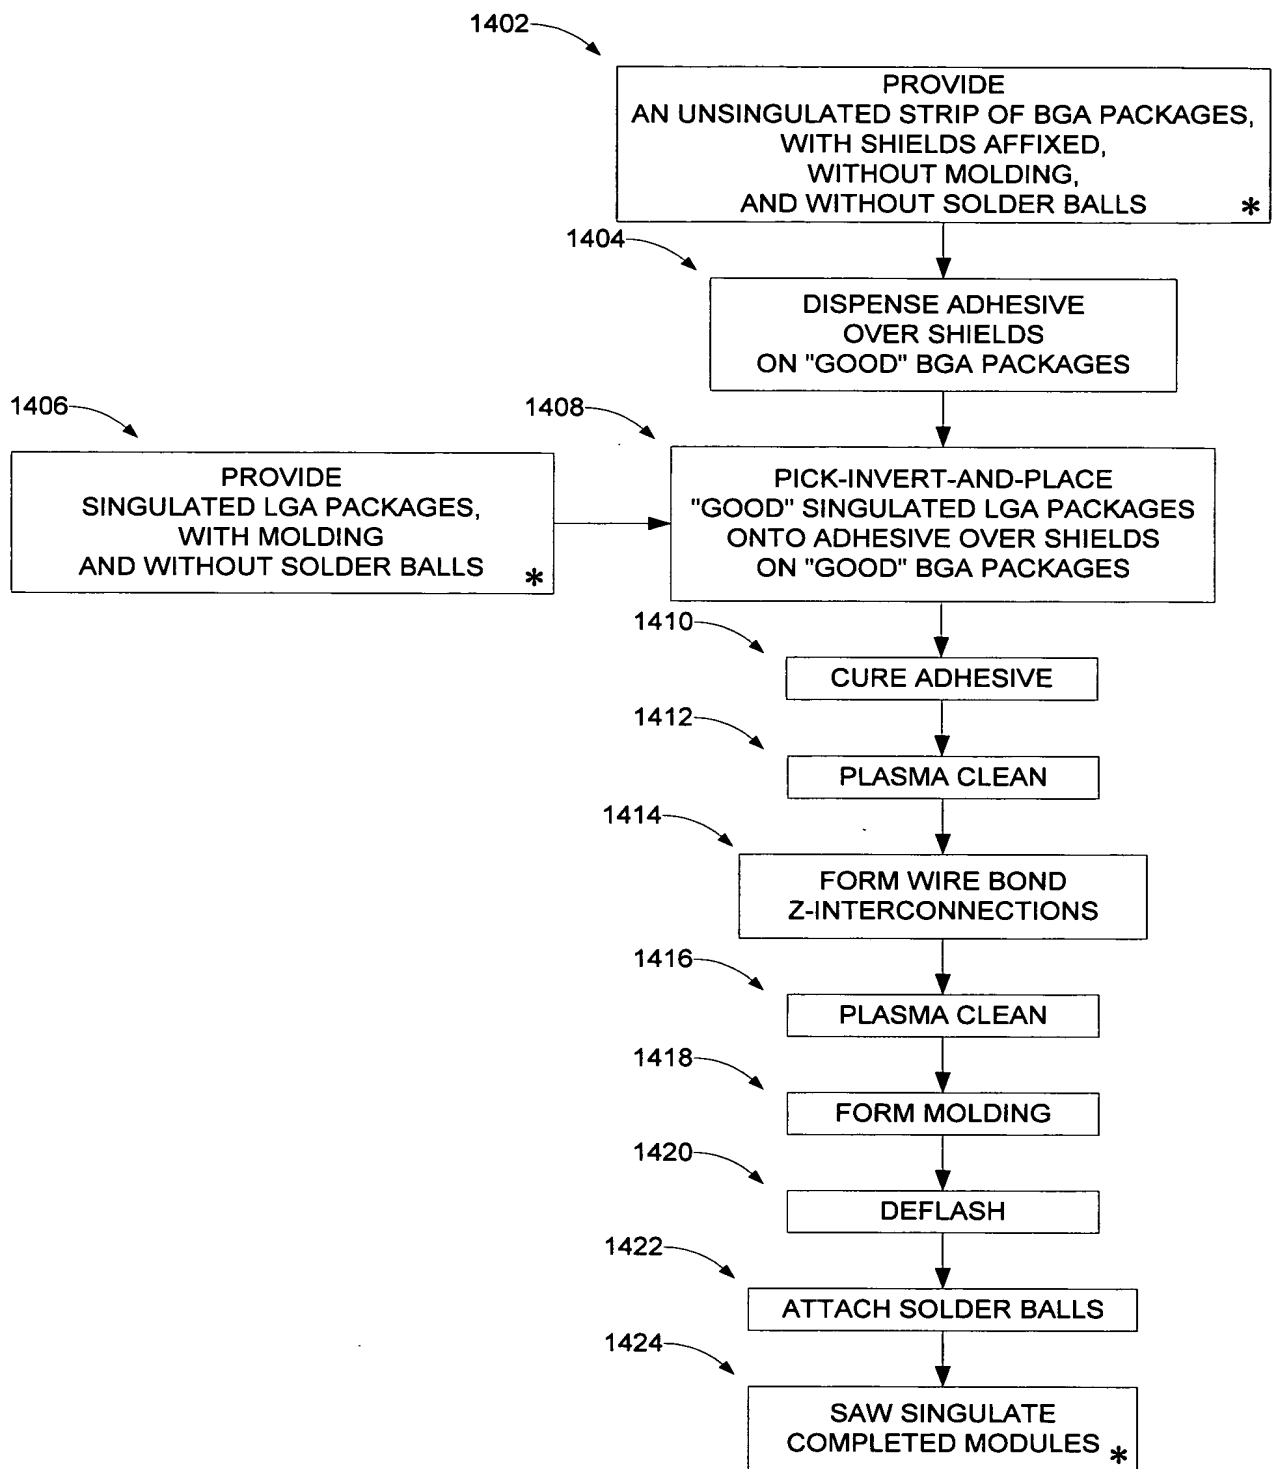 1402
PROVIDE
AN UNSINGULATED STRIP OF BGA PACKAGES,
WITH SHIELDS AFFIXED,
WITHOUT MOLDING,
AND WITHOUT SOLDER BALLS *
1404
DISPENSE ADHESIVE
OVER SHIELDS
ON "GOOD" BGA PACKAGES
1406
PROVIDE
SINGULATED LGA PACKAGES,
WITH MOLDING
AND WITHOUT SOLDER BALLS *
1408
PICK-INVERT-AND-PLACE
"GOOD" SINGULATED LGA PACKAGES
ONTO ADHESIVE OVER SHIELDS
ON "GOOD" BGA PACKAGES
1410
CURE ADHESIVE
1412
PLASMA CLEAN
1414
FORM WIRE BOND
Z-INTERCONNECTIONS
1416
PLASMA CLEAN
1418
FORM MOLDING
1420
DEFLASH
1422
ATTACH SOLDER BALLS
1424
SAW SINGULATE
COMPLETED MODULES *